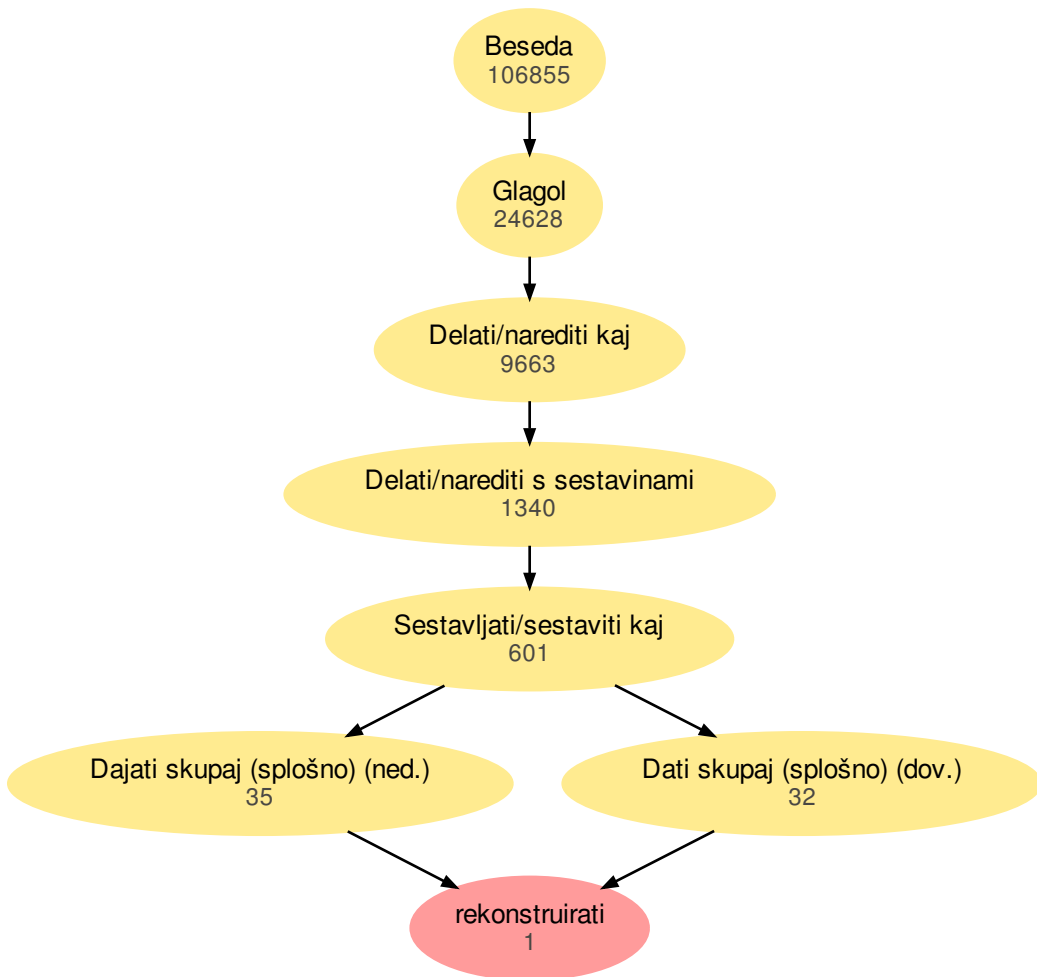 Beseda
106855
Glagol
24628
Delati/narediti kaj
9663
Delati/narediti s sestavinami
1340
Sestavljati/sestaviti kaj
601
Dajati skupaj (splošno) (ned.)
35
Dati skupaj (splošno) (dov.)
32
rekonstruirati
1